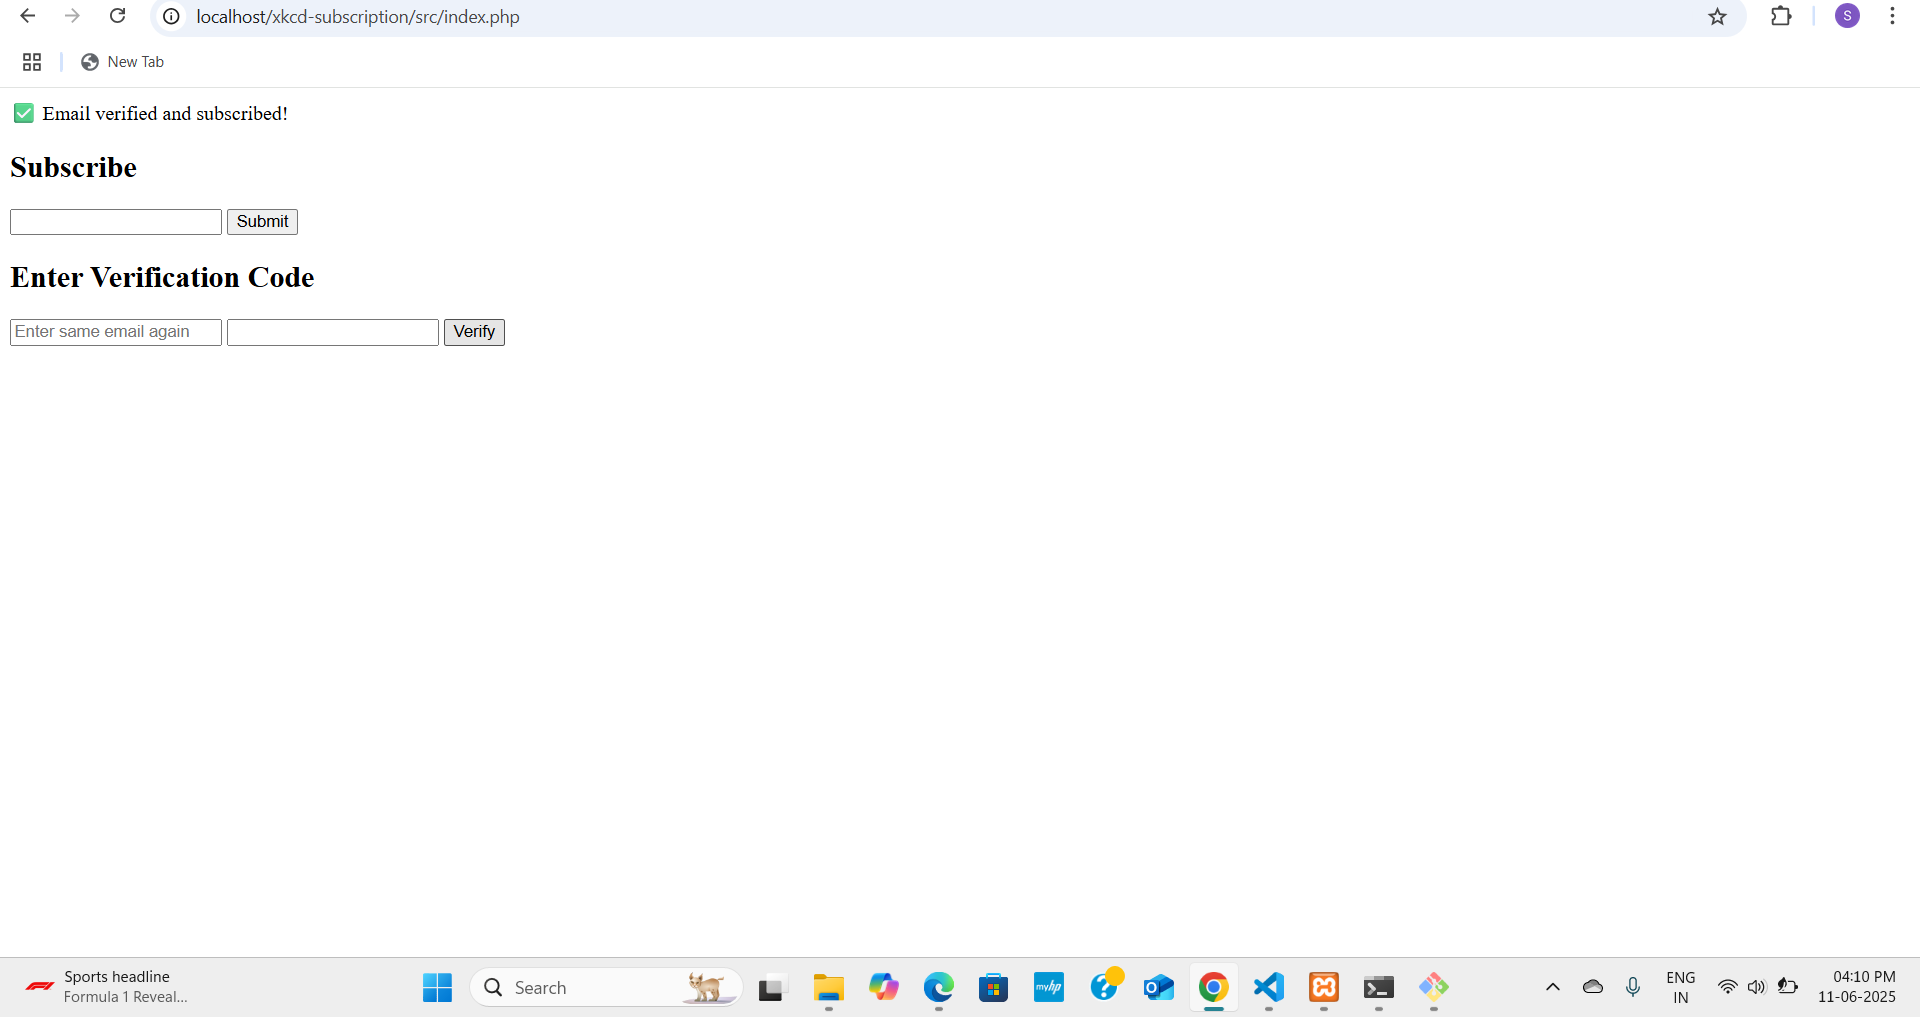 localhost/xkcd-subscription/src/index.php
S
New Tab
✅ Email verified and subscribed!
Subscribe
Submit
Enter Verification Code
Enter same email again
Verify
Sports headline
Formula 1 Reveal...
Search
myhp
ENG
IN
04:10 PM
11-06-2025